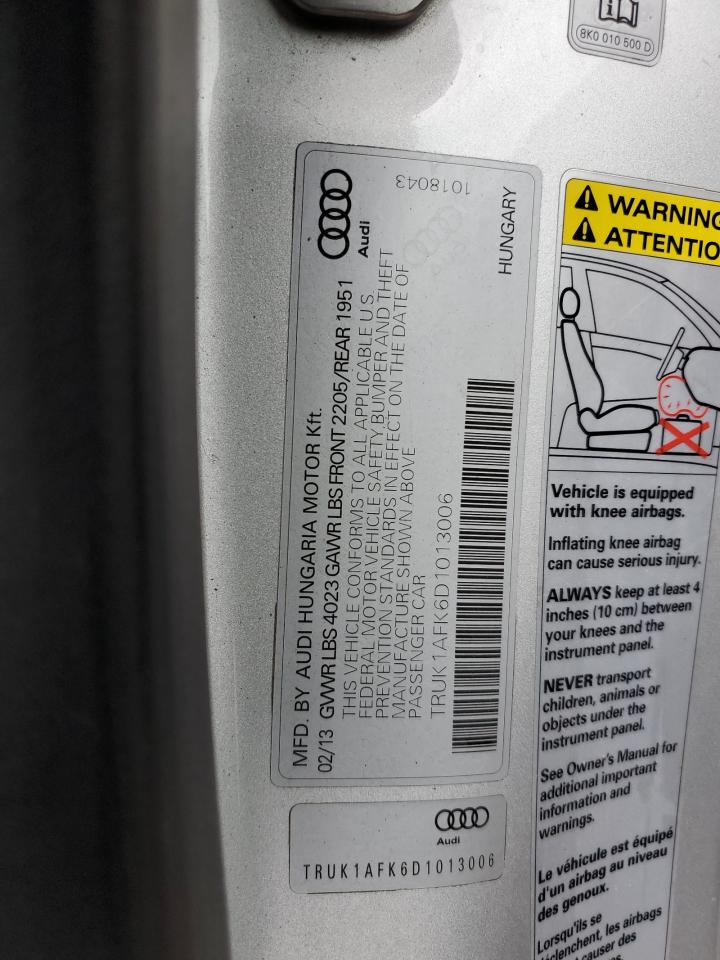 8K0 010 500 D
Audi
1018043
MFD. BY AUDI HUNGARIA MOTOR Kft.
02/13 GVWR LBS 4023 GAWR LBS FRONT 2205/REAR 1951
THIS VEHICLE CONFORMS TO ALL APPLICABLE U.S.
FEDERAL MOTOR VEHICLE SAFETY, BUMPER AND THEFT
PREVENTION STANDARDS IN EFFECT ON THE DATE OF
MANUFACTURE SHOWN ABOVE
PASSENGER CAR
TRUK1AFK6D1013006
HUNGARY
Audi
TRUK1AFK6D1013006
WARNING
ATTENTIO
Vehicle is equipped
with knee airbags.
Inflating knee airbag
can cause serious injury.
ALWAYS keep at least 4
inches (10 cm) between
your knees and the
instrument panel.
NEVER transport
children, animals or
objects under the
instrument panel.
See Owner's Manual for
additional important
information and
warnings.
Le véhicule est équipé
d'un airbag au niveau
des genoux.
Lorsqu'ils se
déclenchent, les airbags
causer des